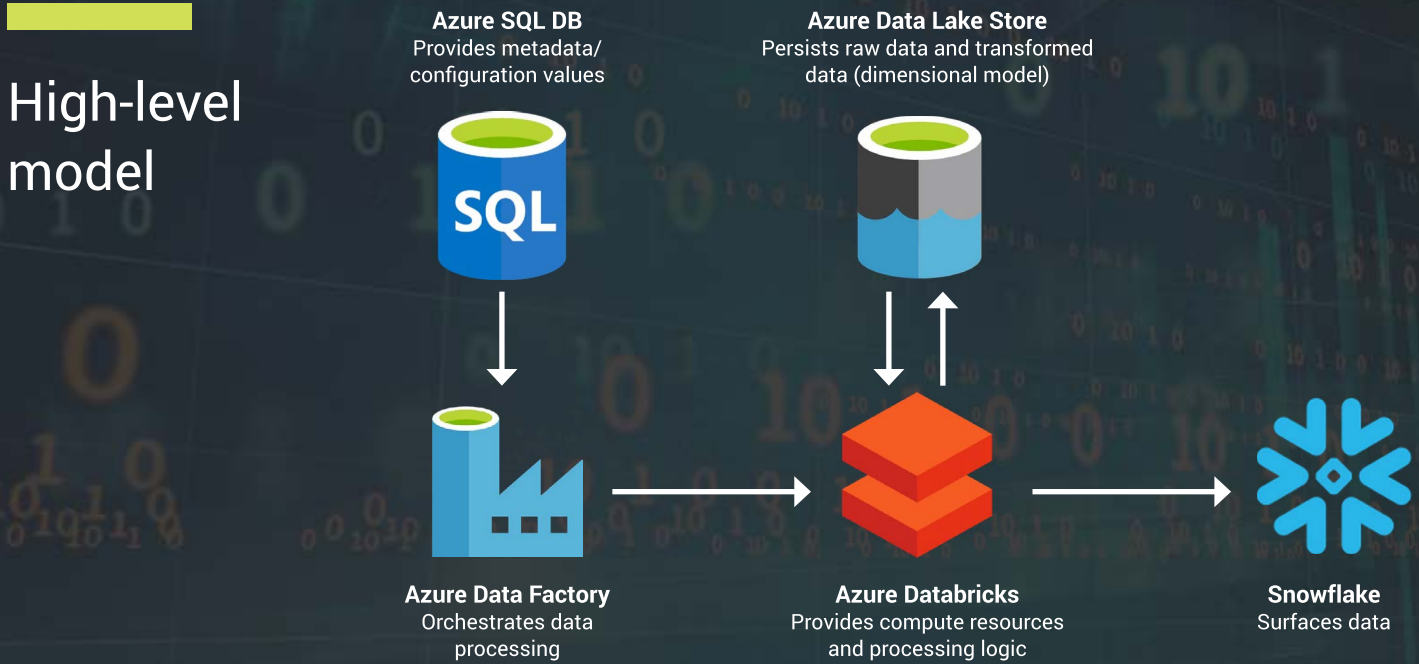 High-level
model
Azure SQL DB
Provides metadata/
configuration values
Azure Data Lake Store
Persists raw data and transformed
data (dimensional model)
SQL
Azure Data Factory
Orchestrates data
processing
Azure Databricks
Provides compute resources
and processing logic
Snowflake
Surfaces data